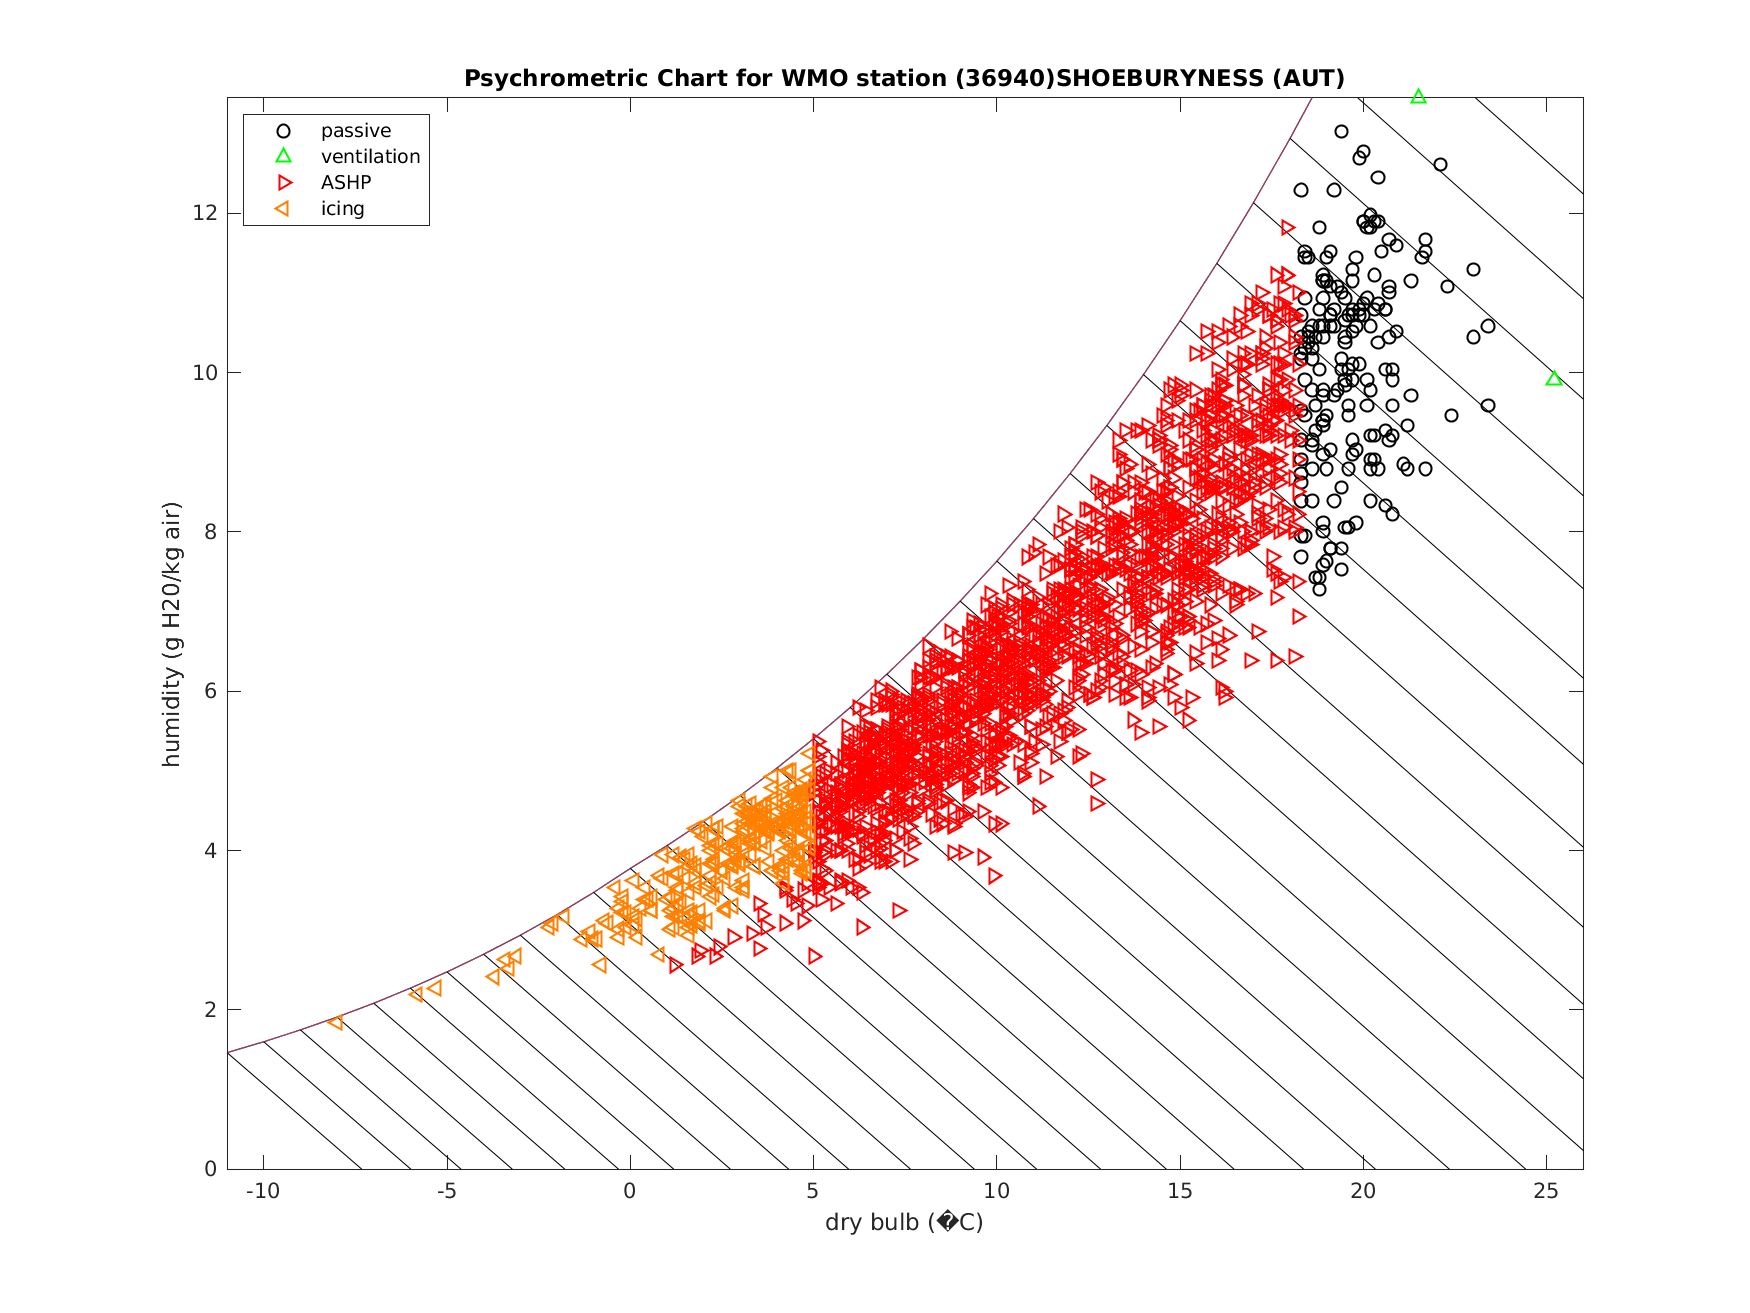 Psychrometric Chart for WMO station (36940)SHOEBURYNESS (AUT)
passive
ventilation
ASHP
icing
humidity (g H20/kg air)
12
10
8
6
4
2
0
-10 -5 0 5 10 15 20 25
dry bulb (�C)